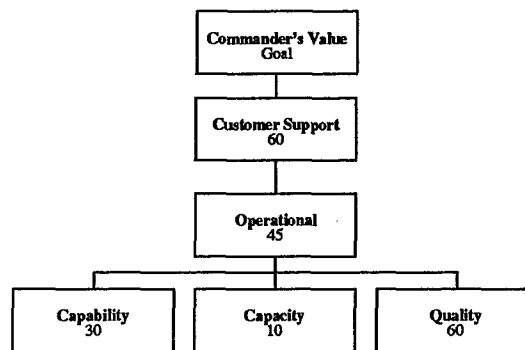 Commander's Value
Goal
Customer Support
60
Operational
45
Capability
30
Capacity
10
Quality
60